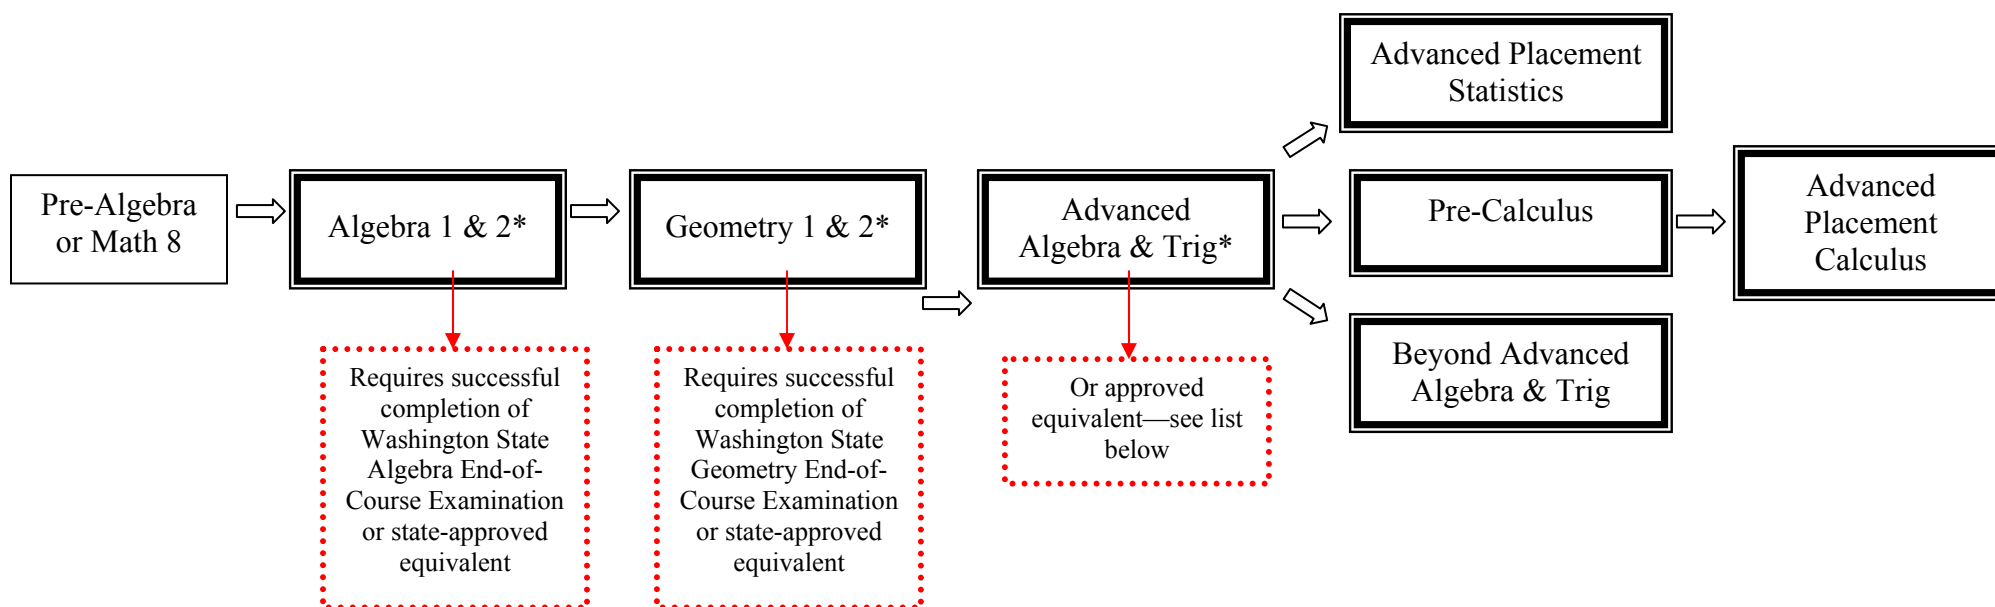 Pre-Algebra
or Math 8
Algebra 1 & 2*
Geometry 1 & 2*
Advanced
Algebra & Trig*
Advanced Placement
Statistics
Pre-Calculus
Beyond Advanced
Algebra & Trig
Advanced
Placement
Calculus
Requires successful
completion of
Washington State
Algebra End-of-
Course Examination
or state-approved
equivalent
Requires successful
completion of
Washington State
Geometry End-of-
Course Examination
or state-approved
equivalent
Or approved
equivalent—see list
below